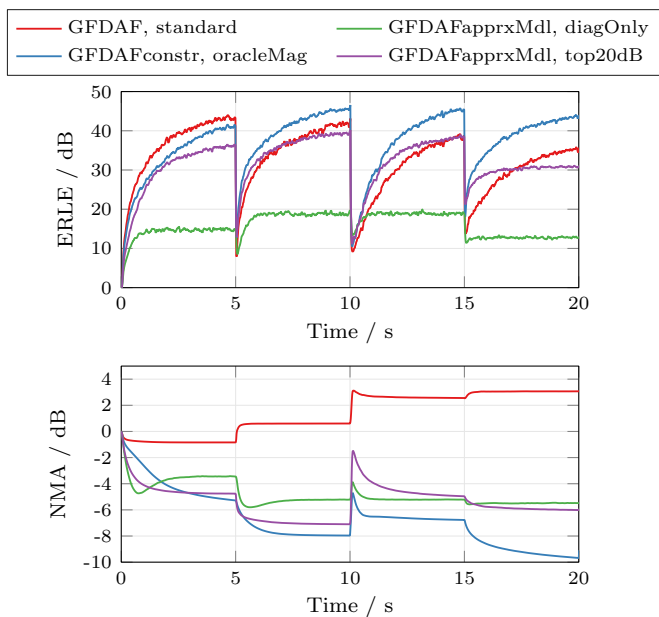 GFDAF, standard
GFDAFapprxMdl, diagOnly
GFDAFconstr, oracleMag
GFDAFapprxMdl, top20dB
50
40
30
20
10
0
ERLE / dB
0 5 10 15 20
Time / s
4
2
0
-2
-4
-6
-8
-10
NMA / dB
0 5 10 15 20
Time / s